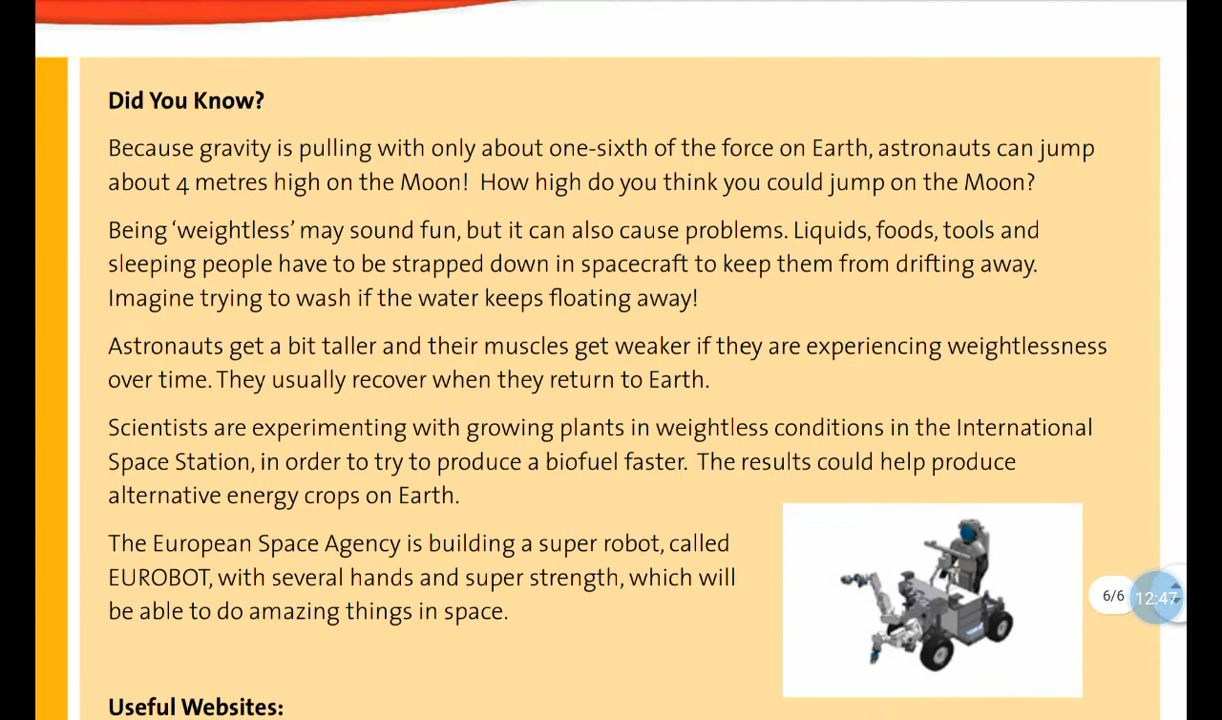 Did You Know?
Because gravity is pulling with only about one-sixth of the force on Earth, astronauts can jump
about 4 metres high on the Moon! How high do you think you could jump on the Moon?
Being ‘weightless’ may sound fun, but it can also cause problems. Liquids, foods, tools and
sleeping people have to be strapped down in spacecraft to keep them from drifting away.
Imagine trying to wash if the water keeps floating away!
Astronauts get a bit taller and their muscles get weaker if they are experiencing weightlessness
over time. They usually recover when they return to Earth.
Scientists are experimenting with growing plants in weightless conditions in the International
Space Station, in order to try to produce a biofuel faster. The results could help produce
alternative energy crops on Earth.
The European Space Agency is building a super robot, called
EUROBOT, with several hands and super strength, which will
be able to do amazing things in space.
6/6
12:47
Useful Websites: